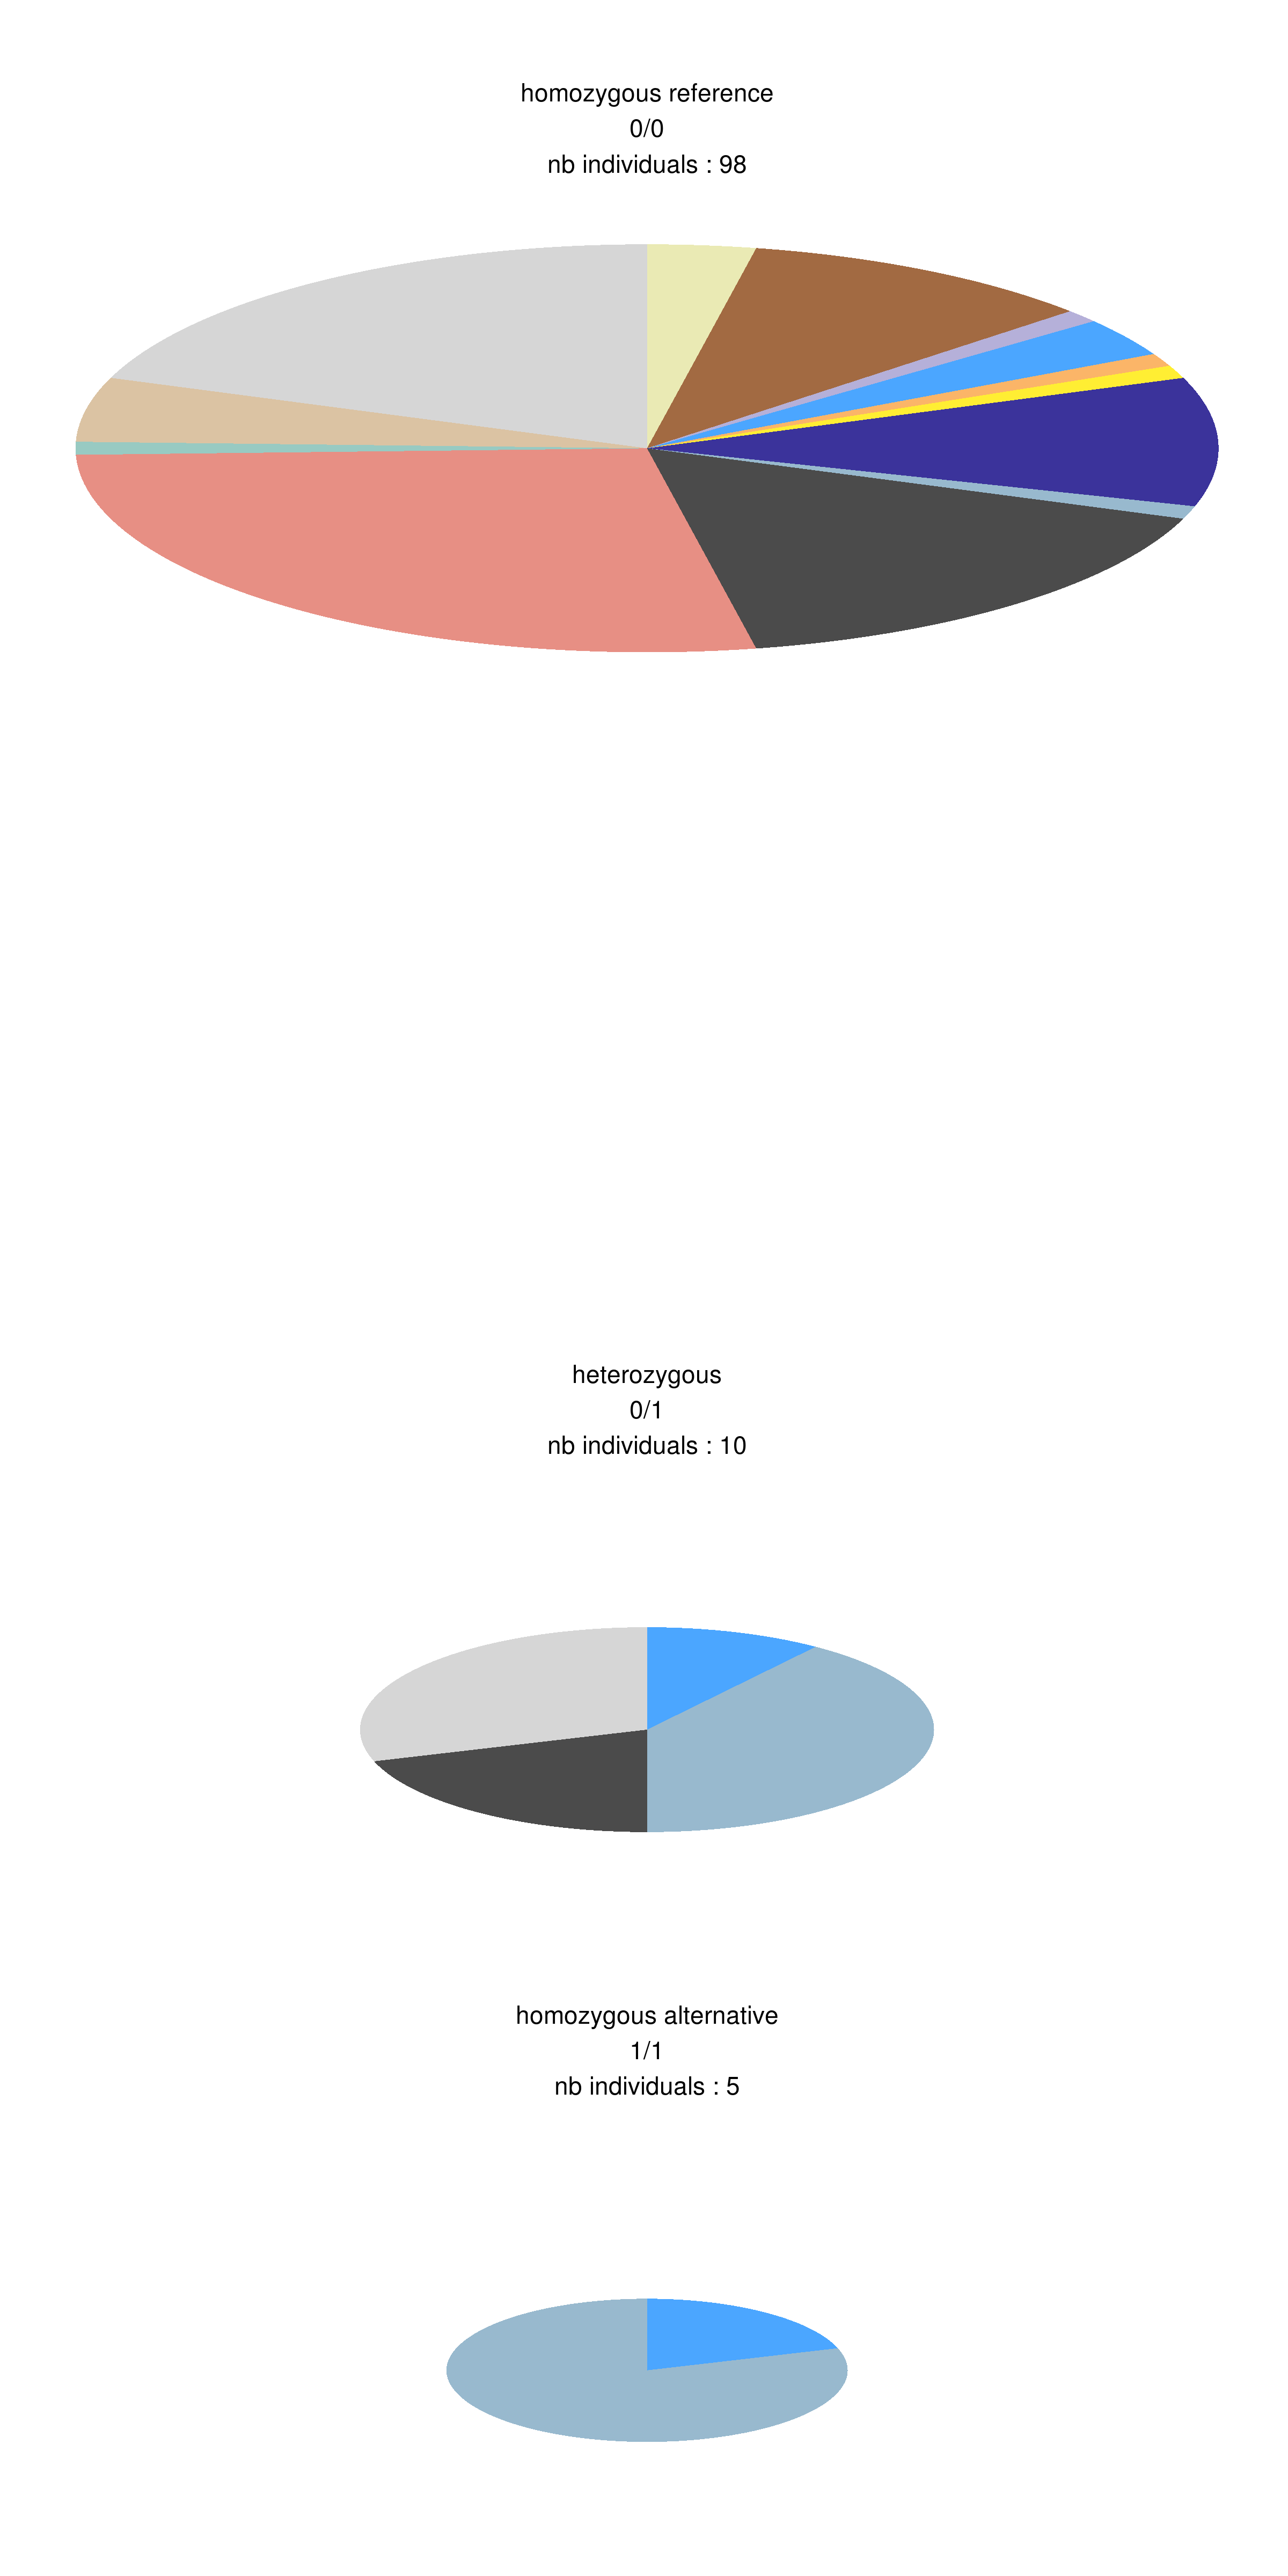 homozygous reference
0/0
nb individuals : 98
heterozygous
0/1
nb individuals : 10
homozygous alternative
1/1
nb individuals : 5